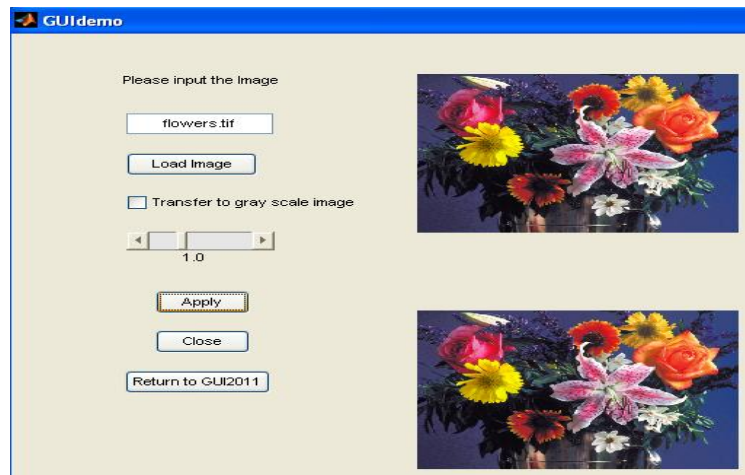 GUIdemo
Please input the Image
flowers.tif
Load Image
Transfer to gray scale image
1.0
Apply
Close
Return to GUI2011